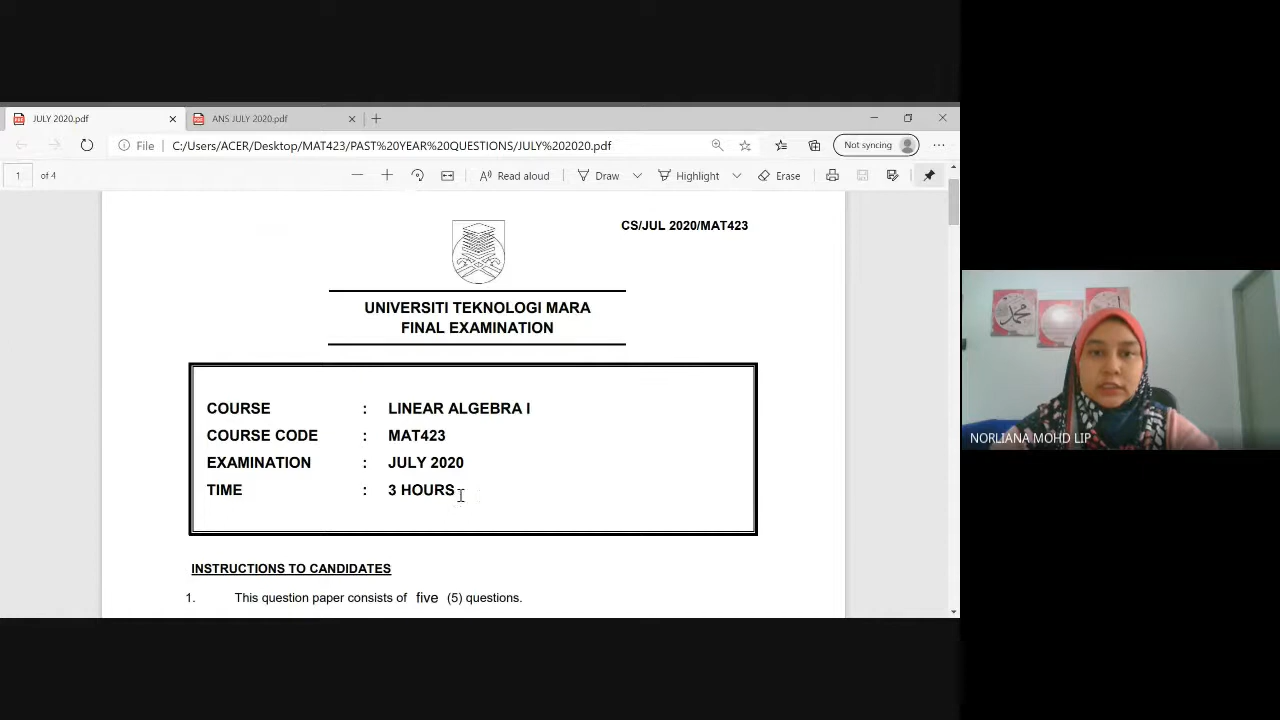 JULY 2020.pdf
ANS JULY 2020.pdf
File
C:/Users/ACER/Desktop/MAT423/PAST%20YEAR%20QUESTIONS/JULY%202020.pdf
Not syncing
1 of 4
Read aloud
Draw
Highlight
Erase
CS/JUL 2020/MAT423
UNIVERSITI TEKNOLOGI MARA
FINAL EXAMINATION
COURSE : LINEAR ALGEBRA I
COURSE CODE : MAT423
EXAMINATION : JULY 2020
TIME : 3 HOURS
INSTRUCTIONS TO CANDIDATES
1. This question paper consists of five (5) questions.
NORLIANA MOHD LIP